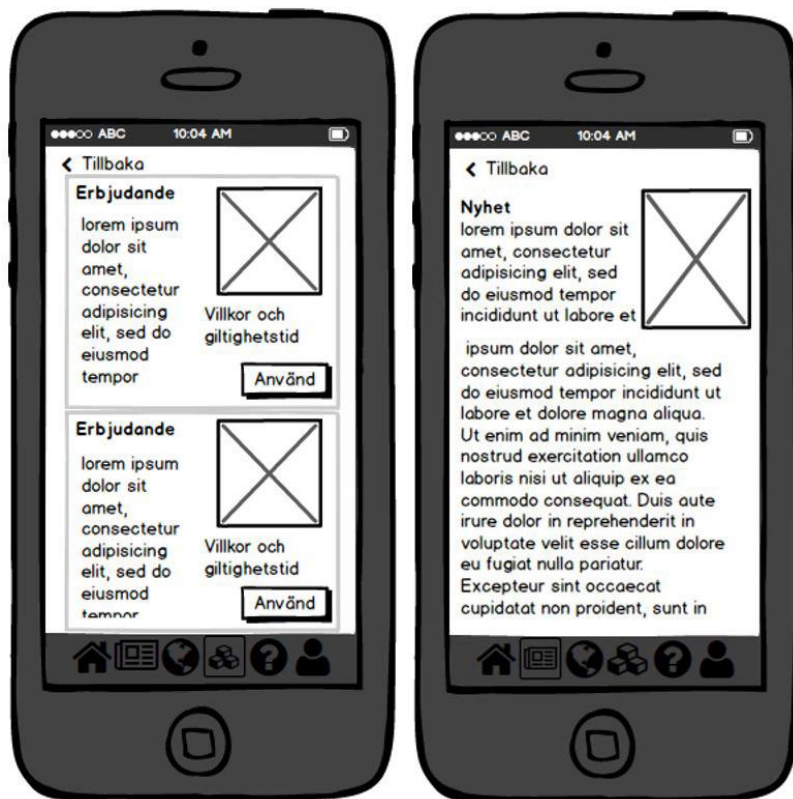 ABC 10:04 AM
Tillbaka
Erbjudande
lorem ipsum
dolor sit
amet,
consectetur
adipisicing
elit, sed do
eiusmod
tempor
Villkor och
giltighetstid
Använd
Erbjudande
lorem ipsum
dolor sit
amet,
consectetur
adipisicing
elit, sed do
eiusmod
tempor
Villkor och
giltighetstid
Använd
ABC 10:04 AM
Tillbaka
Nyhet
lorem ipsum
dolor sit
amet, consectetur
adipisicing elit, sed
do eiusmod tempor
incididunt ut labore et
ipsum dolor sit amet,
consectetur adipisicing elit, sed
do eiusmod tempor incididunt ut
labore et dolore magna aliqua.
Ut enim ad minim veniam, quis
nostrud exercitation ullamco
laboris nisi ut aliquip ex ea
commodo consequat. Duis aute
irure dolor in reprehenderit in
voluptate velit esse cillum dolore
eu fugiat nulla pariatur.
Excepteur sint occaecat
cupidatat non proident, sunt in